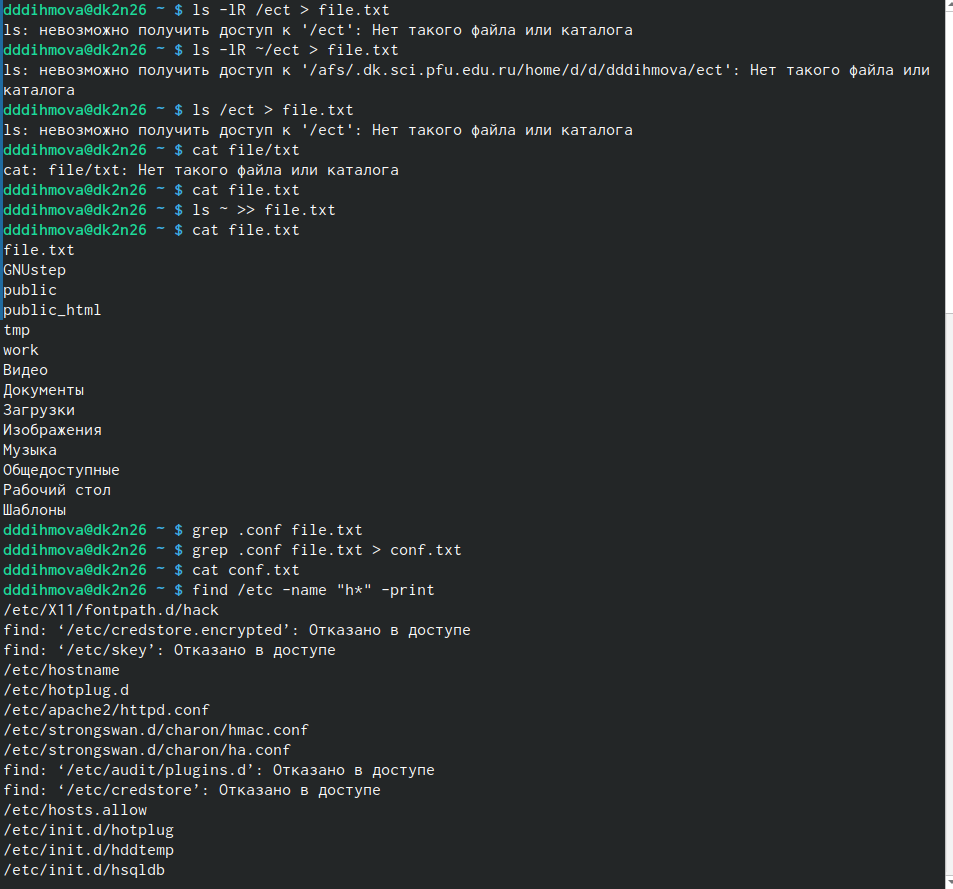 dddihmova@dk2n26 ~ $ ls -lR /ect > file.txt
ls: невозможно получить доступ к '/ect': Нет такого файла или каталога
dddihmova@dk2n26 ~ $ ls -lR ~/ect > file.txt
ls: невозможно получить доступ к '/afs/.dk.sci.pfu.edu.ru/home/d/d/dddihmova/ect': Нет такого файла или
каталога
dddihmova@dk2n26 ~ $ ls /ect > file.txt
ls: невозможно получить доступ к '/ect': Нет такого файла или каталога
dddihmova@dk2n26 ~ $ cat file/txt
cat: file/txt: Нет такого файла или каталога
dddihmova@dk2n26 ~ $ cat file.txt
dddihmova@dk2n26 ~ $ ls ~ >> file.txt
dddihmova@dk2n26 ~ $ cat file.txt
file.txt
GNUstep
public
public_html
tmp
work
Видео
Документы
Загрузки
Изображения
Музыка
Общедоступные
Рабочий стол
Шаблоны
dddihmova@dk2n26 ~ $ grep .conf file.txt
dddihmova@dk2n26 ~ $ grep .conf file.txt > conf.txt
dddihmova@dk2n26 ~ $ cat conf.txt
dddihmova@dk2n26 ~ $ find /etc -name "h*" -print
/etc/X11/fontpath.d/hack
find: ‘/etc/credstore.encrypted’: Отказано в доступе
find: ‘/etc/skey’: Отказано в доступе
/etc/hostname
/etc/hotplug.d
/etc/apache2/httpd.conf
/etc/strongswan.d/charon/hmac.conf
/etc/strongswan.d/charon/ha.conf
find: ‘/etc/audit/plugins.d’: Отказано в доступе
find: ‘/etc/credstore’: Отказано в доступе
/etc/hosts.allow
/etc/init.d/hotplug
/etc/init.d/hddtemp
/etc/init.d/hsqldb